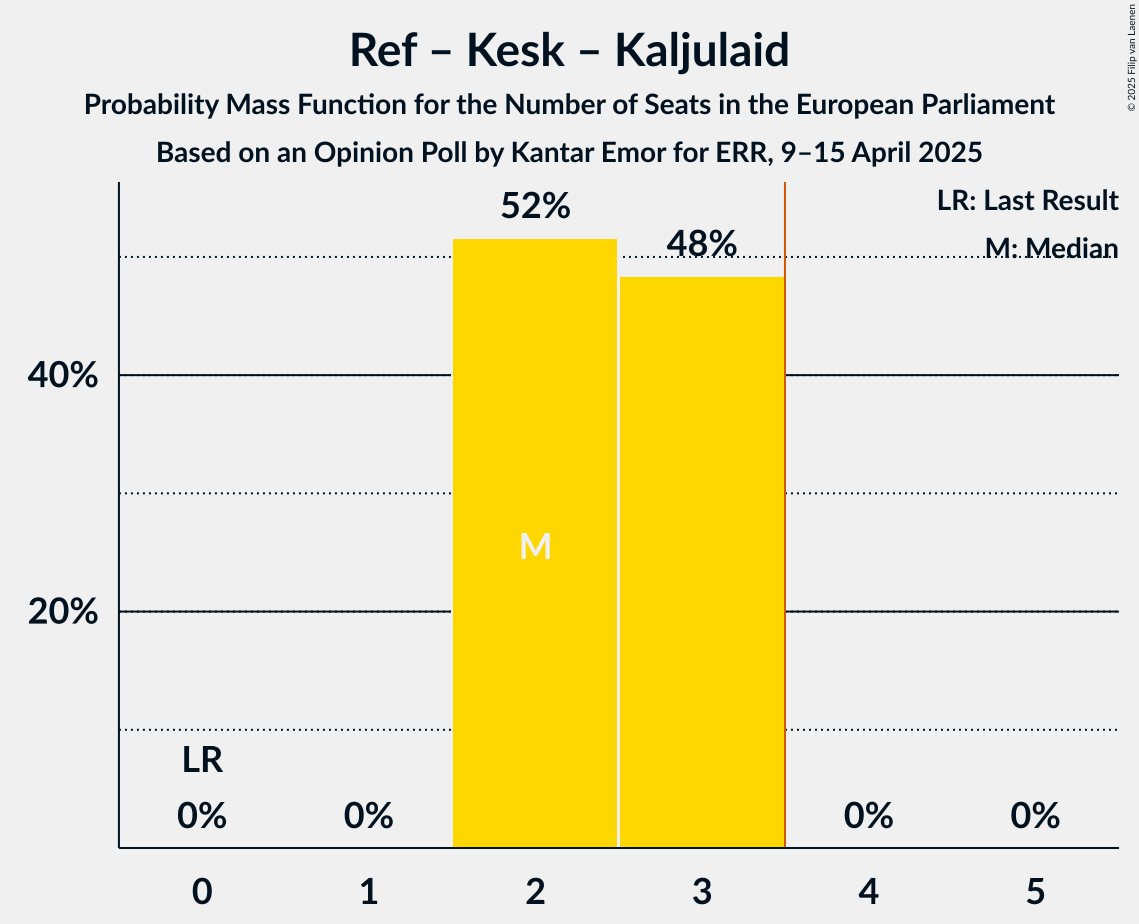 Ref – Kesk – Kaljulaid
Probability Mass Function for the Number of Seats in the European Parliament
Based on an Opinion Poll by Kantar Emor for ERR, 9–15 April 2025
© 2025 Filip van Laenen
LR: Last Result
M: Median
52%
48%
40%
20%
M
LR
0%
0%
0%
0%
0
1
2
3
4
5